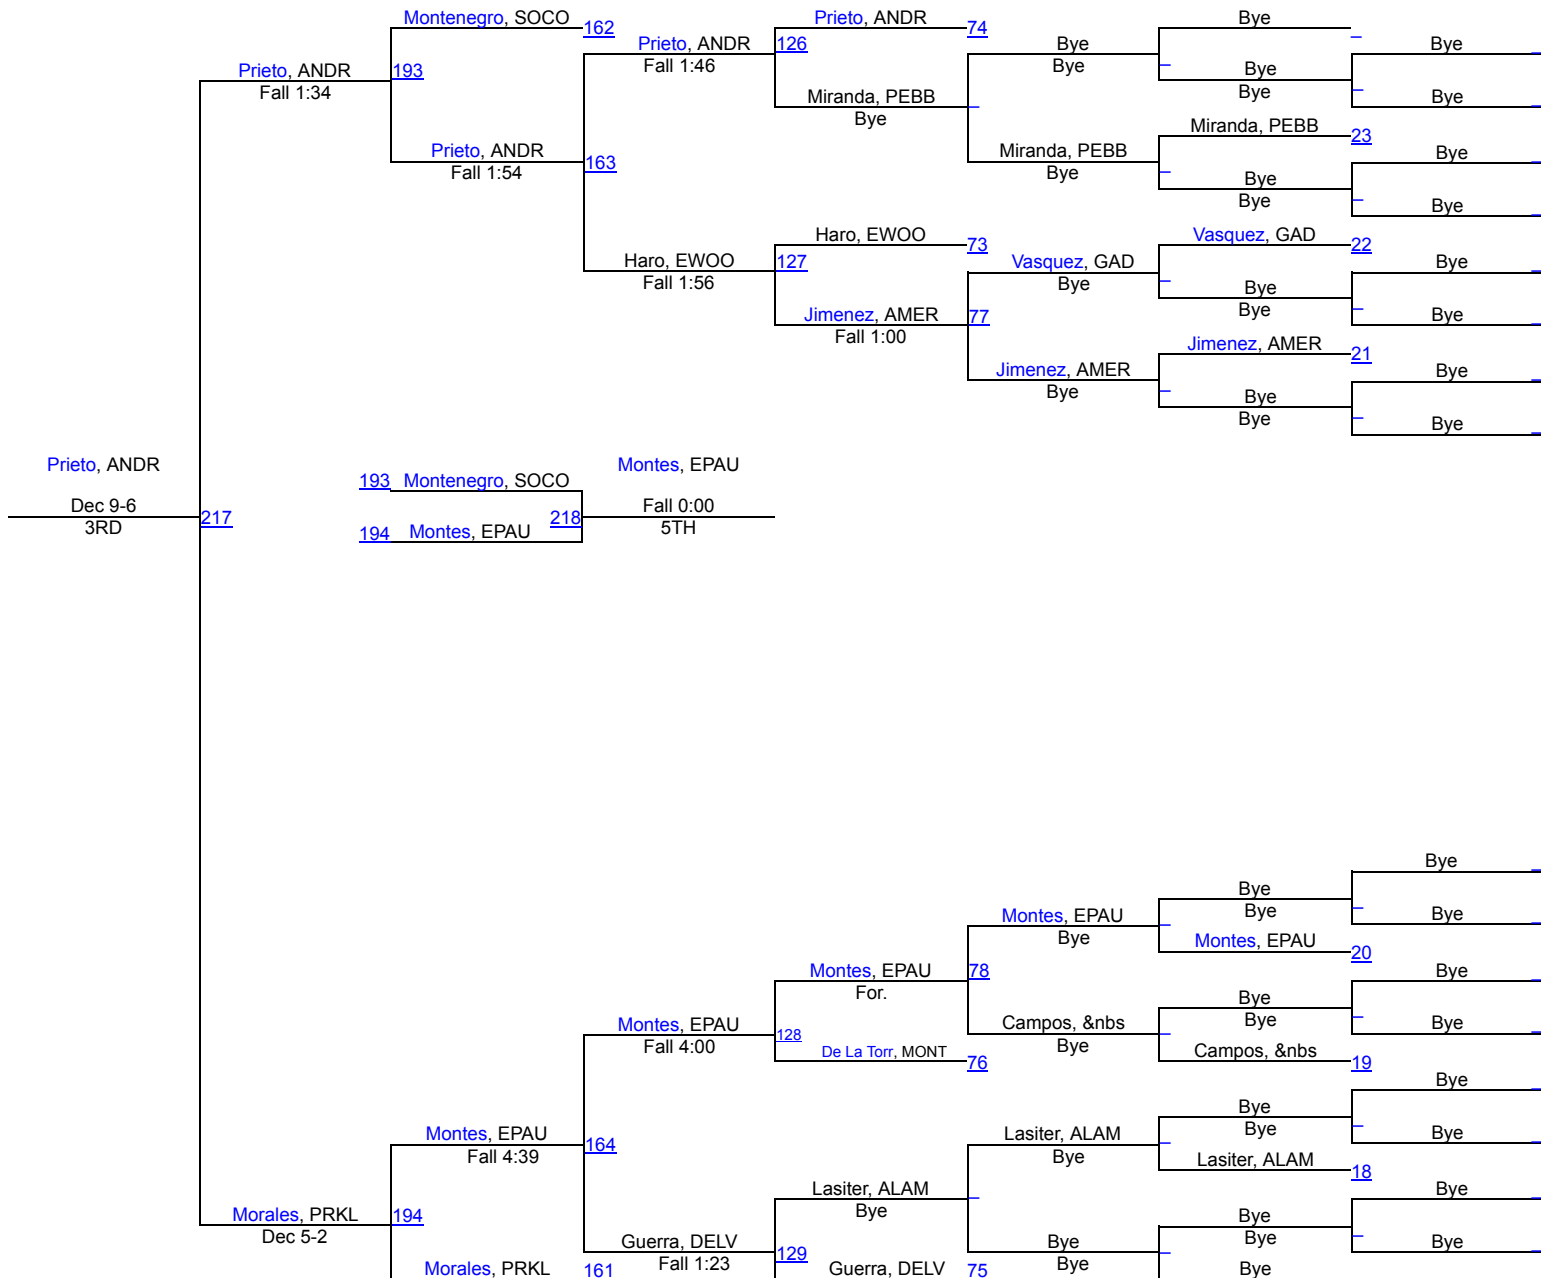 Montenegro, SOCO 162 Prieto, ANDR 74 Bye _
Prieto, ANDR 126 Bye Bye _
Prieto, ANDR 193 Fall 1:46 Bye _ Bye _
Fall 1:34 Miranda, PEBB _ Bye _ Bye _
Bye Miranda, PEBB 23
Prieto, ANDR 163 Miranda, PEBB Bye _
Fall 1:54 Bye _ Bye _
Bye Bye _
Haro, EWOO 73 Vasquez, GAD 22
Haro, EWOO 127 Vasquez, GAD Bye _
Fall 1:56 Bye _ Bye _
Jimenez, AMER 77 Bye _ Bye _
Fall 1:00 Jimenez, AMER 21
Jimenez, AMER Bye _
Bye _ Bye _
Bye _ Bye _
Prieto, ANDR Montes, EPAU
193 Montenegro, SOCO
Dec 9-6 217 218 Fall 0:00
3RD 194 Montes, EPAU 5TH
Bye _
Bye
Montes, EPAU _ Bye _ Bye _
Bye Montes, EPAU 20
Montes, EPAU 78 Bye _
For. Bye
Montes, EPAU 128 Campos, &nbs _ Bye _ Bye _
Fall 4:00 De La Torr, MONT 76 Bye Campos, &nbs 19
Bye _
Bye
Montes, EPAU 164 Lasiter, ALAM _ Bye _ Bye _
Fall 4:39 Bye Lasiter, ALAM 18
Lasiter, ALAM _ Bye _
Morales, PRKL 194 Bye Bye
Dec 5-2 Guerra, DELV 129 Bye _ Bye _ Bye _
Morales, PRKL 161 Fall 1:23 Guerra, DELV 75 Bye Bye